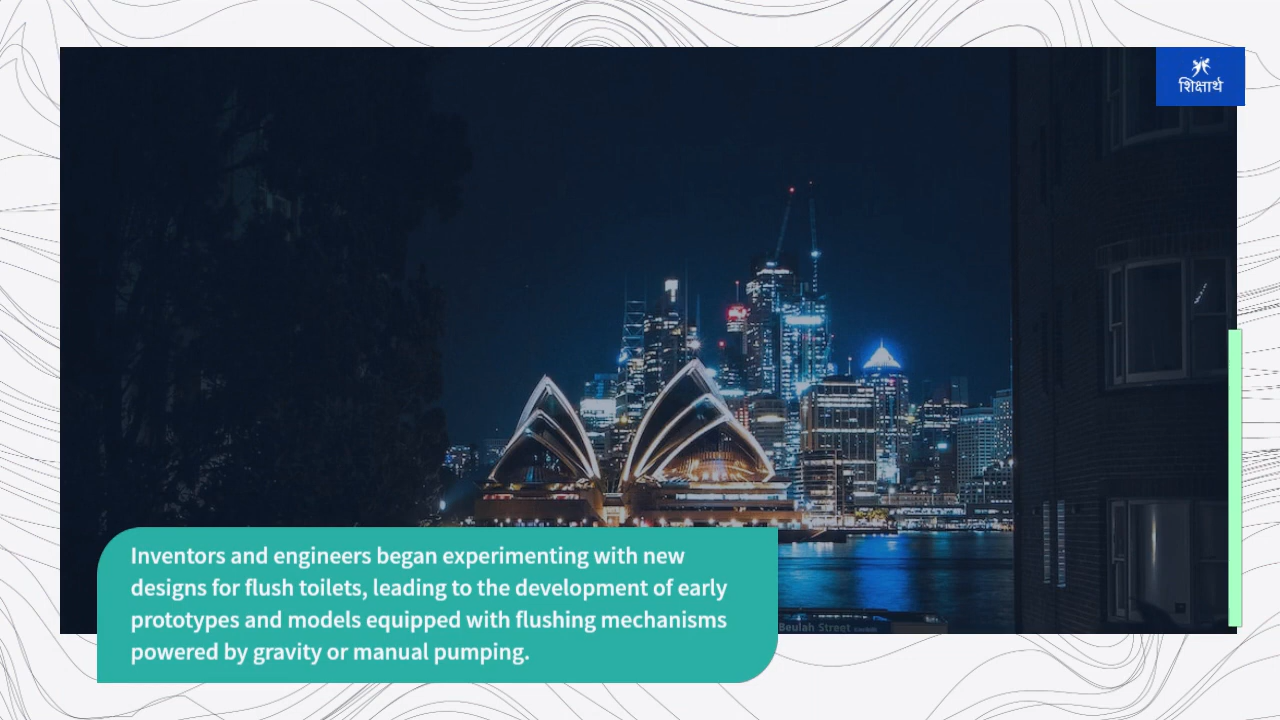 शिक्षार्थ
Inventors and engineers began experimenting with new
designs for flush toilets, leading to the development of early
prototypes and models equipped with flushing mechanisms
powered by gravity or manual pumping.
Beulah Street